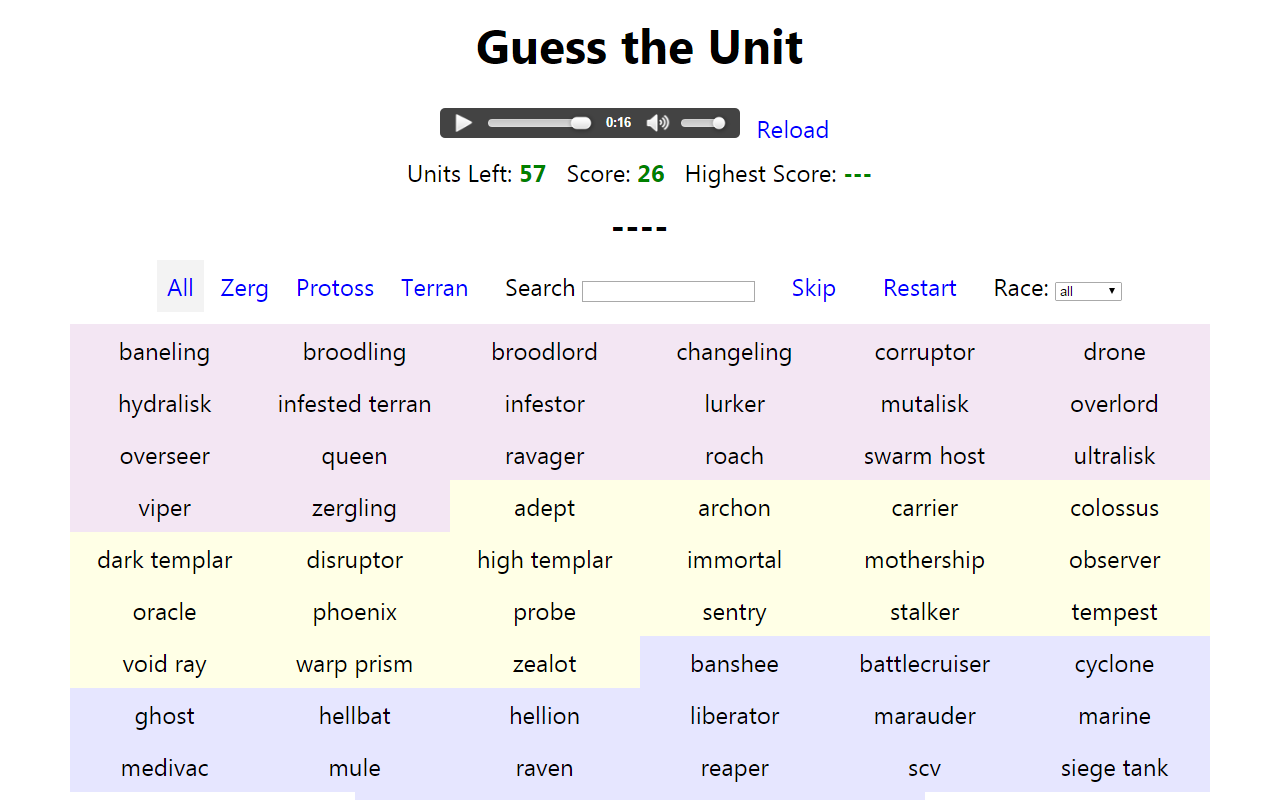 Guess the Unit
0:16 Reload
Units Left: 57 Score: 26 Highest Score: ---
----
All Zerg Protoss Terran Search Skip Restart Race: all
baneling broodling broodlord changeling corruptor drone
hydralisk infested terran infestor lurker mutalisk overlord
overseer queen ravager roach swarm host ultralisk
viper zergling adept archon carrier colossus
dark templar disruptor high templar immortal mothership observer
oracle phoenix probe sentry stalker tempest
void ray warp prism zealot banshee battlecruiser cyclone
ghost hellbat hellion liberator marauder marine
medivac mule raven reaper scv siege tank